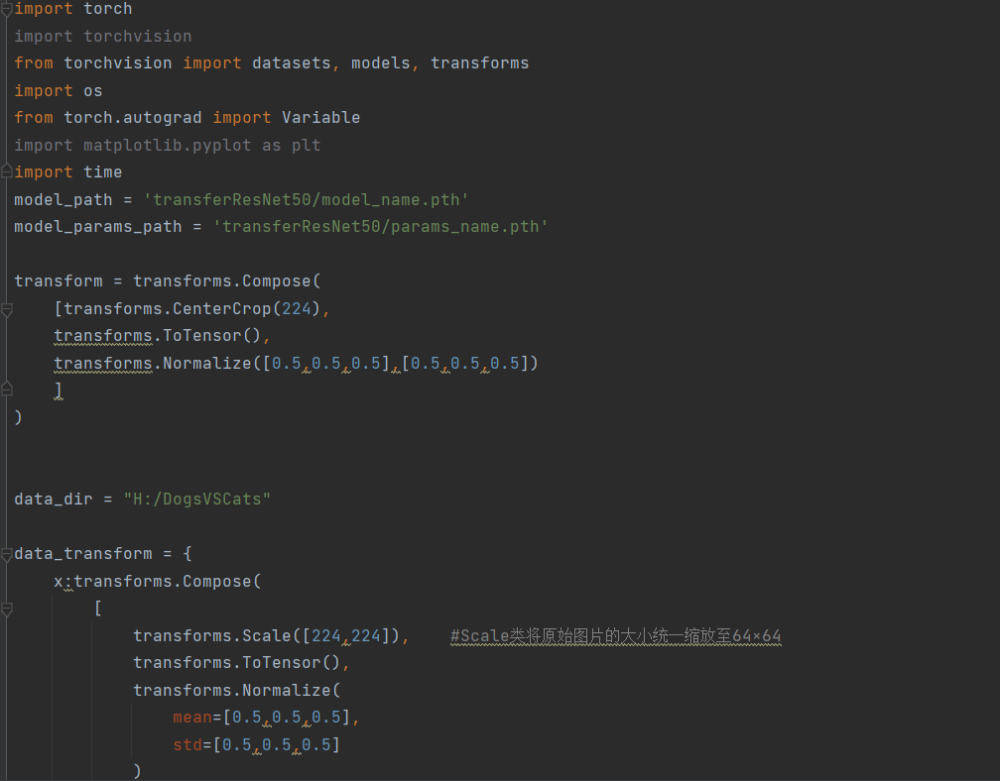 import torch
import torchvision
from torchvision import datasets, models, transforms
import os
from torch.autograd import Variable
import matplotlib.pyplot as plt
import time
model_path = 'transferResNet50/model_name.pth'
model_params_path = 'transferResNet50/params_name.pth'
transform = transforms.Compose(
    [transforms.CenterCrop(224),
    transforms.ToTensor(),
    transforms.Normalize([0.5,0.5,0.5],[0.5,0.5,0.5])
    ]
)
data_dir = "H:/DogsVSCats"
data_transform = {
    x:transforms.Compose(
        [
            transforms.Scale([224,224]),    #Scale类将原始图片的大小统一缩放至64×64
            transforms.ToTensor(),
            transforms.Normalize(
                mean=[0.5,0.5,0.5],
                std=[0.5,0.5,0.5]
            )